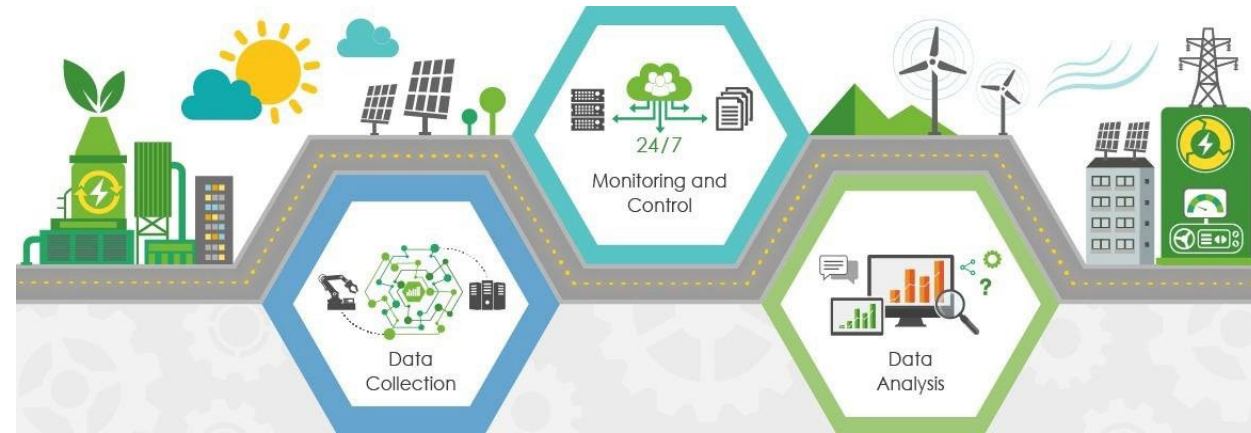 24/7
Monitoring and
Control
Data
Collection
?
Data
Analysis